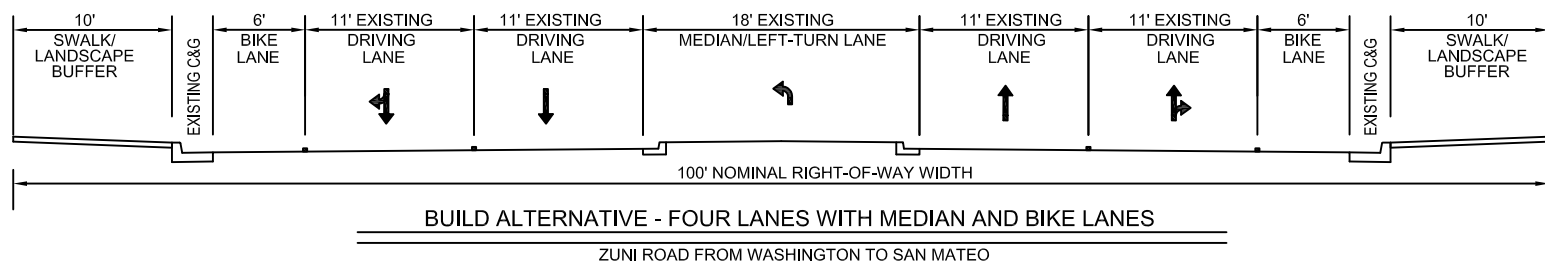 10'
SWALK/
LANDSCAPE
BUFFER
EXISTING C&G
6'
BIKE
LANE
11' EXISTING
DRIVING
LANE
11' EXISTING
DRIVING
LANE
18' EXISTING
MEDIAN/LEFT-TURN LANE
11' EXISTING
DRIVING
LANE
11' EXISTING
DRIVING
LANE
6'
BIKE
LANE
EXISTING C&G
10'
SWALK/
LANDSCAPE
BUFFER
100' NOMINAL RIGHT-OF-WAY WIDTH
BUILD ALTERNATIVE - FOUR LANES WITH MEDIAN AND BIKE LANES
ZUNI ROAD FROM WASHINGTON TO SAN MATEO